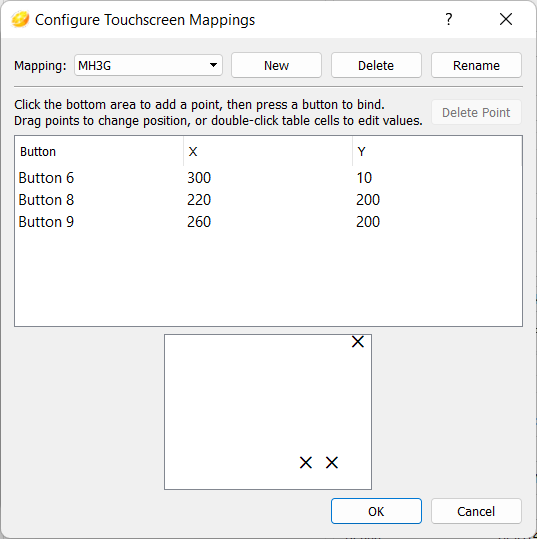 Configure Touchscreen Mappings ?
Mapping: MH3G New Delete Rename
Click the bottom area to add a point, then press a button to bind.
Drag points to change position, or double-click table cells to edit values.
Delete Point
Button X Y
Button 6 300 10
Button 8 220 200
Button 9 260 200
OK Cancel